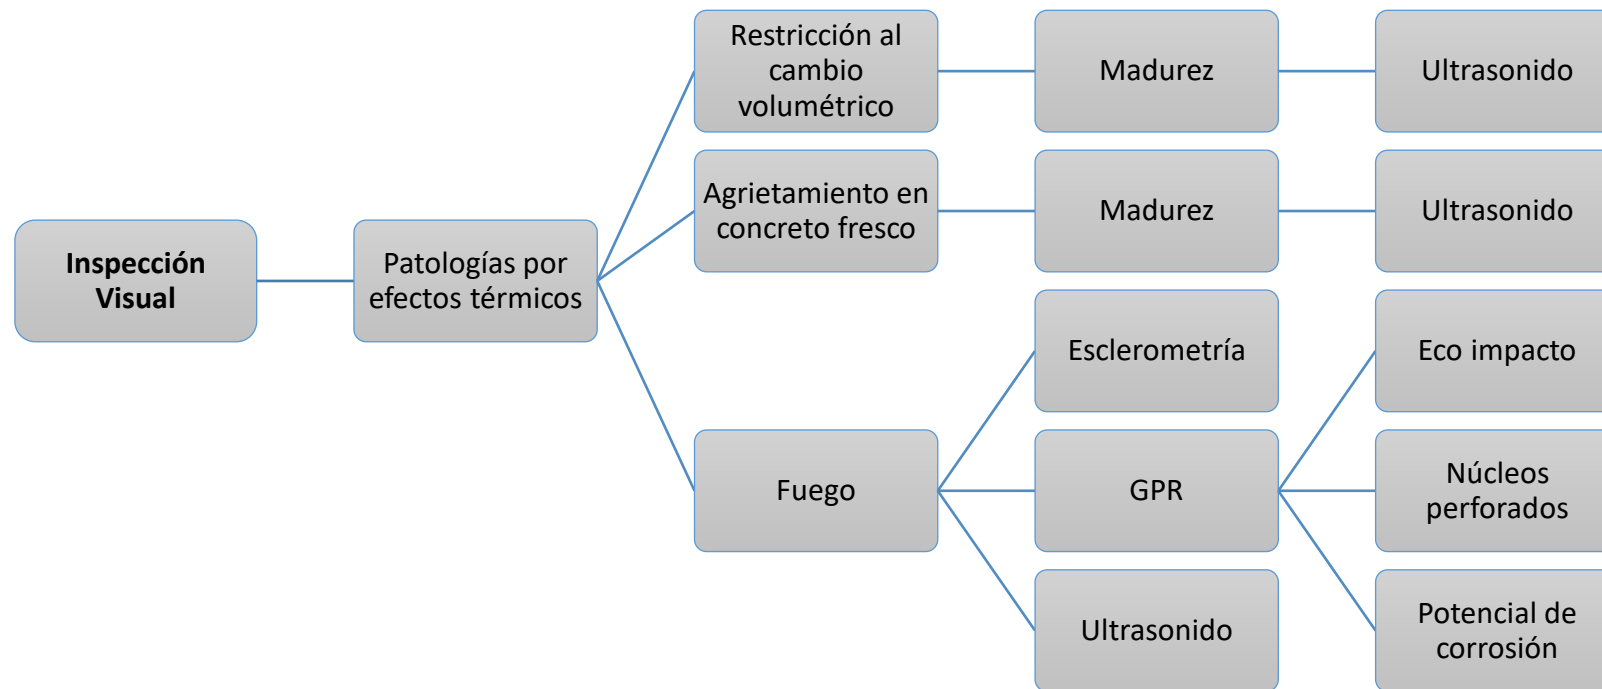 Restricción al
cambio
volumétrico
Madurez
Ultrasonido
Agrietamiento en
concreto fresco
Madurez
Ultrasonido
Inspección
Visual
Patologías por
efectos térmicos
Esclerometría
Eco impacto
Fuego
GPR
Núcleos
perforados
Ultrasonido
Potencial de
corrosión